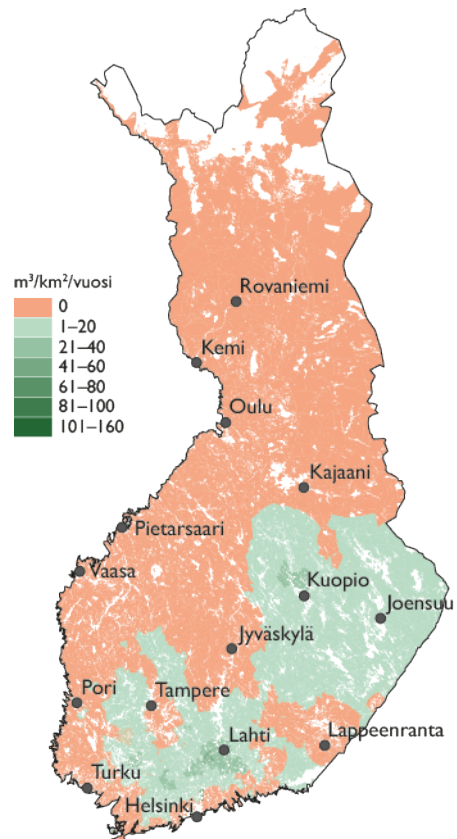 m³/km²/vuosi
0
1–20
21–40
41–60
61–80
81–100
101–160
Rovaniemi
Kemi
Oulu
Kajaani
Pietarsaari
Vaasa
Kuopio
Joensuu
Jyväskylä
Pori
Tampere
Lahti
Lappeenranta
Turku
Helsinki